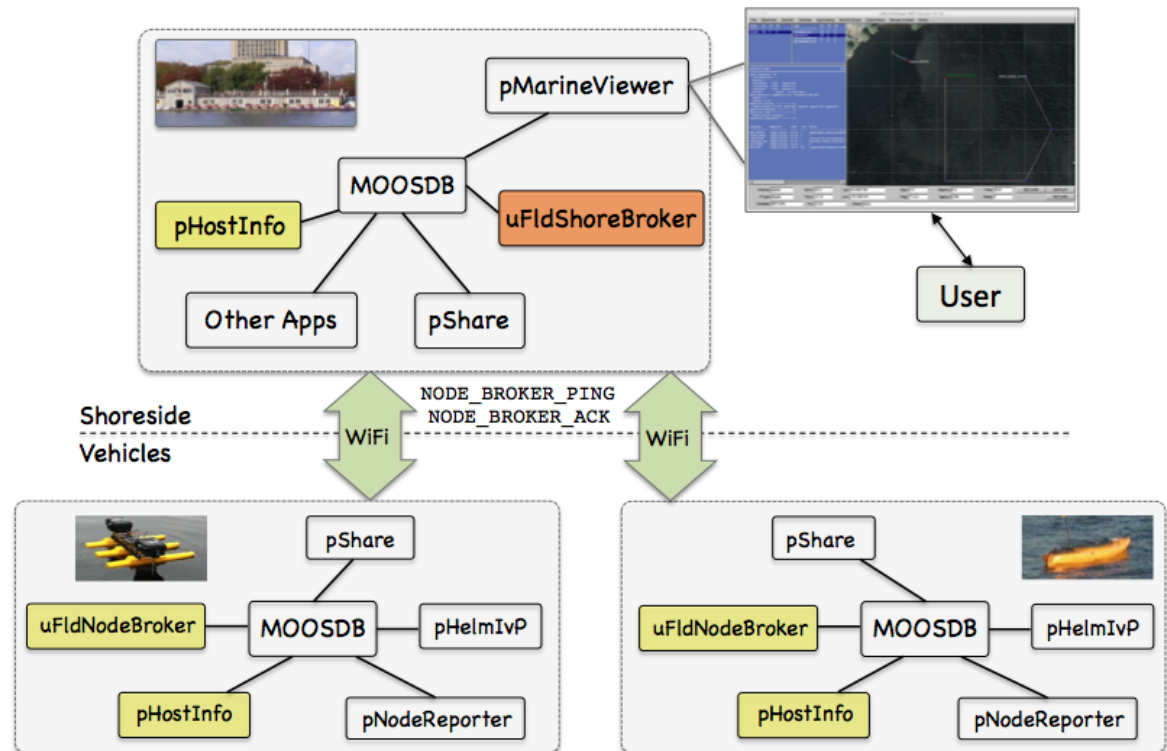 pMarineViewer
MOOSDB
pHostInfo
uFldShoreBroker
Other Apps
pShare
User
NODE_BROKER_PING
NODE_BROKER_ACK
WiFi
WiFi
Shoreside
Vehicles
pShare
uFldNodeBroker
MOOSDB
pHelmIvP
pHostInfo
pNodeReporter
pShare
uFldNodeBroker
MOOSDB
pHelmIvP
pHostInfo
pNodeReporter